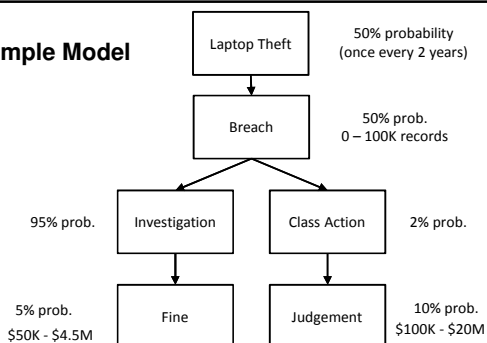 mple Model
Laptop Theft
50% probability
(once every 2 years)
Breach
50% prob.
0 – 100K records
95% prob.
Investigation
Class Action
2% prob.
5% prob.
$50K - $4.5M
Fine
Judgement
10% prob.
$100K - $20M